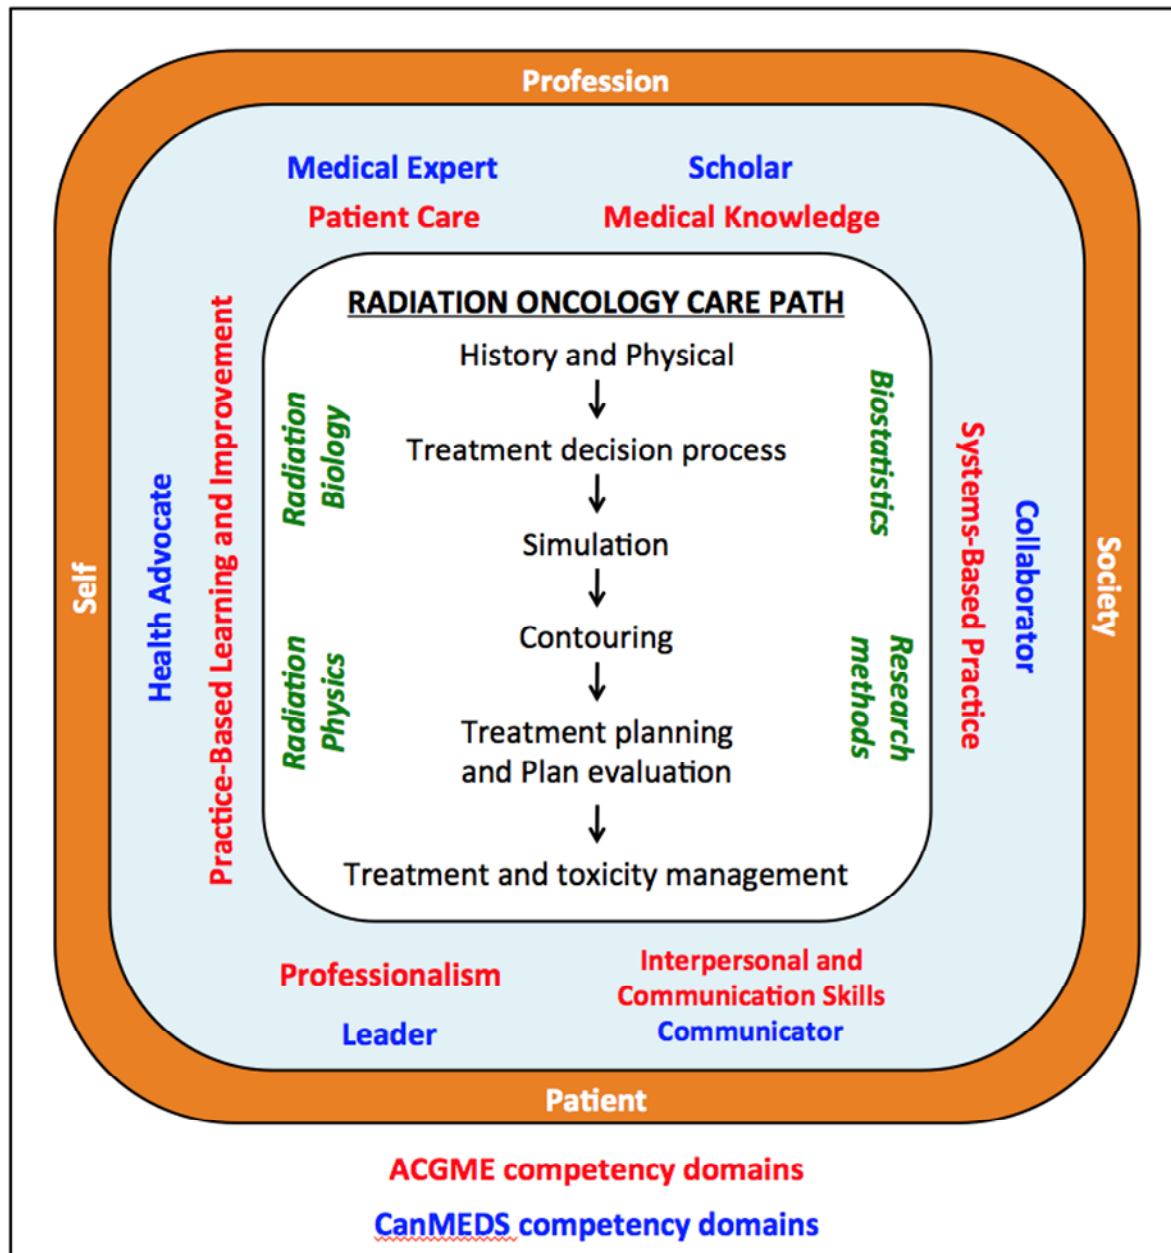 Profession
Medical Expert
Scholar
Patient Care
Medical Knowledge
RADIATION ONCOLOGY CARE PATH
History and Physical
Treatment decision process
Simulation
Contouring
Treatment planning
and Plan evaluation
Treatment and toxicity management
Radiation
Biology
Radiation
Physics
Biostatistics
Research
methods
Self
Health Advocate
Practice-Based Learning and Improvement
Systems-Based Practice
Collaborator
Society
Professionalism
Leader
Interpersonal and
Communication Skills
Communicator
Patient
ACGME competency domains
CanMEDS competency domains